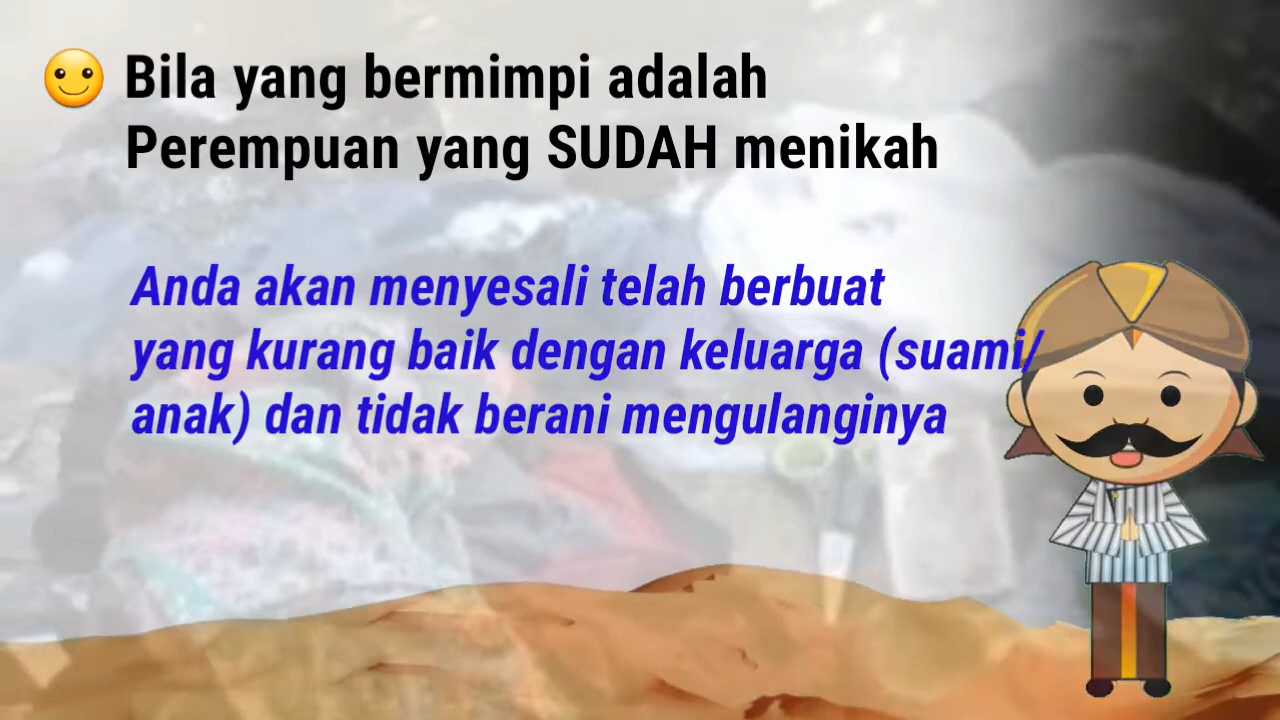 Bila yang bermimpi adalah
Perempuan yang SUDAH menikah
Anda akan menyesali telah berbuat
yang kurang baik dengan keluarga (suami/
anak) dan tidak berani mengulanginya